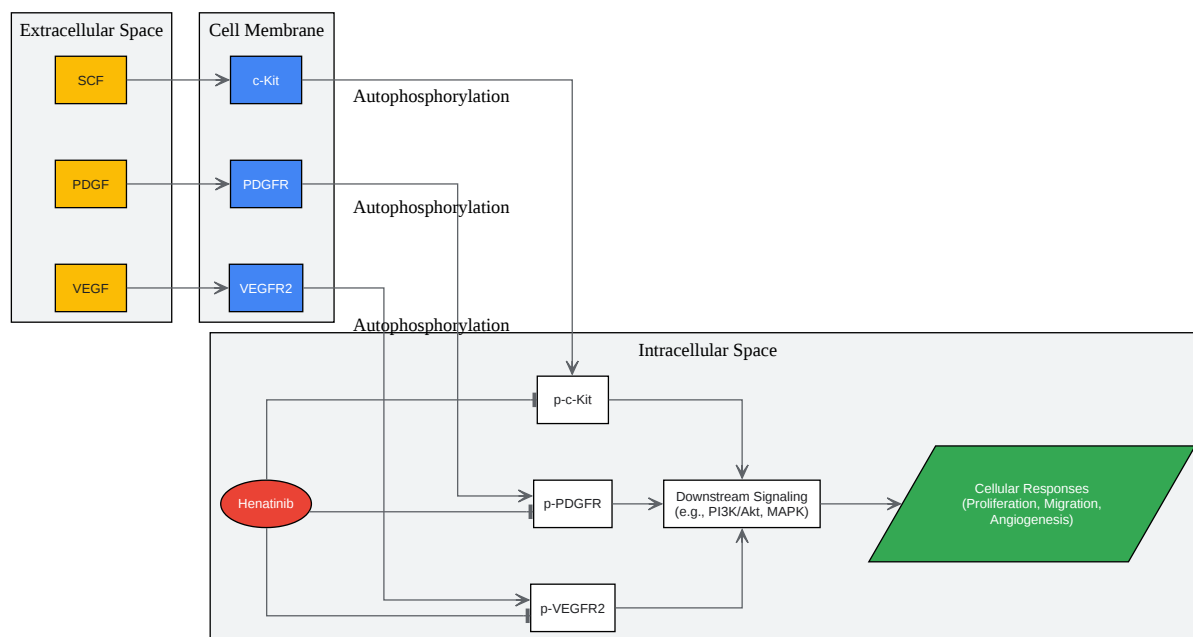 Extracellular Space
Cell Membrane
SCF
c-Kit
Autophosphorylation
PDGF
PDGFR
Autophosphorylation
VEGF
VEGFR2
Autophosphorylation
Intracellular Space
p-c-Kit
Henatinib
p-PDGFR
Downstream Signaling
(e.g., PI3K/Akt, MAPK)
Cellular Responses
(Proliferation, Migration,
Angiogenesis)
p-VEGFR2